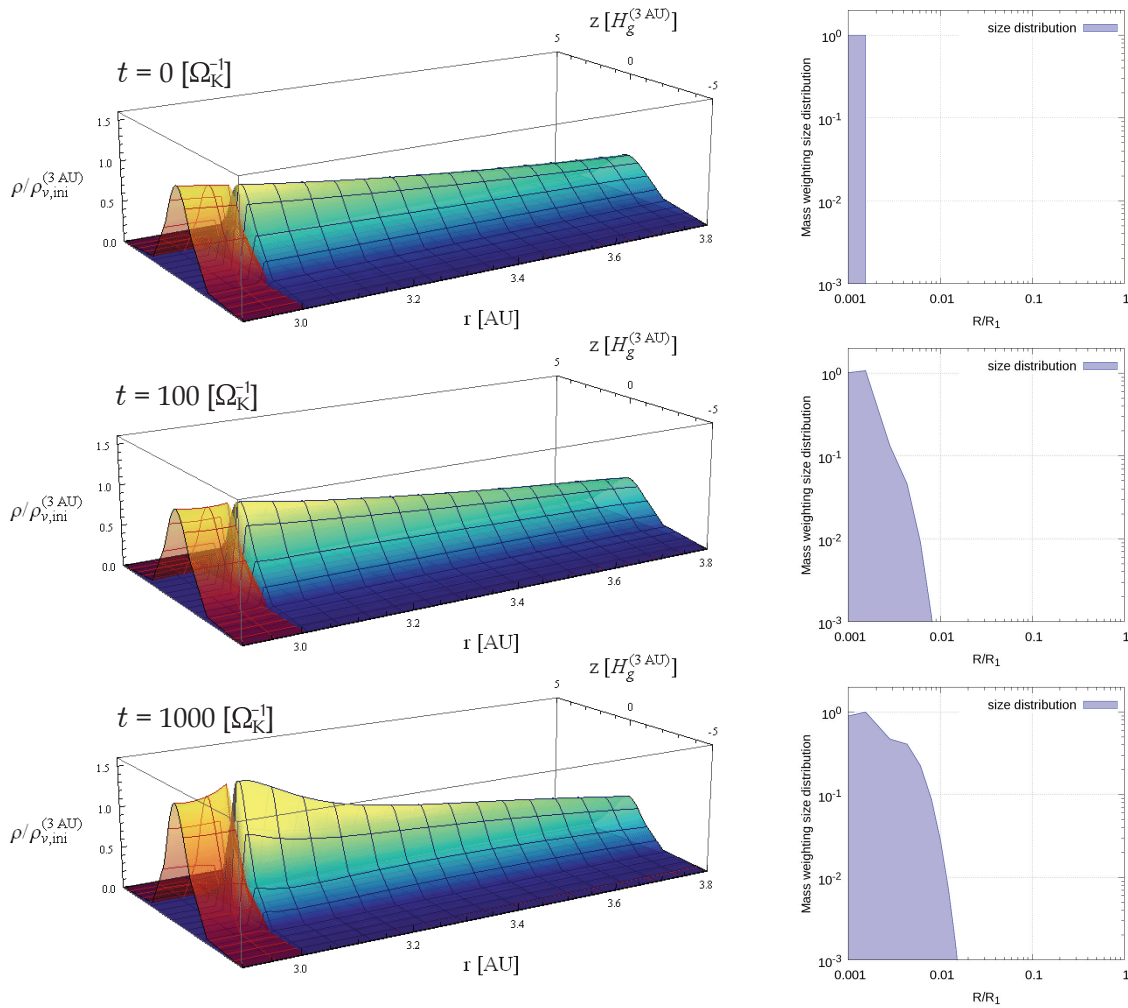 z [H_g^(3 AU)]
5
0
-5
t = 0 [Ω_K^-1]
1.5
1.0
0.5
0.0
ρ/ρ_v,ini^(3 AU)
3.0
3.2
3.4
3.6
3.8
r [AU]
size distribution
Mass weighting size distribution
10^0
10^-1
10^-2
10^-3
0.001
0.01
0.1
1
R/R_1
z [H_g^(3 AU)]
5
0
-5
t = 100 [Ω_K^-1]
1.5
1.0
0.5
0.0
ρ/ρ_v,ini^(3 AU)
3.0
3.2
3.4
3.6
3.8
r [AU]
size distribution
Mass weighting size distribution
10^0
10^-1
10^-2
10^-3
0.001
0.01
0.1
1
R/R_1
z [H_g^(3 AU)]
5
0
-5
t = 1000 [Ω_K^-1]
1.5
1.0
0.5
0.0
ρ/ρ_v,ini^(3 AU)
3.0
3.2
3.4
3.6
3.8
r [AU]
size distribution
Mass weighting size distribution
10^0
10^-1
10^-2
10^-3
0.001
0.01
0.1
1
R/R_1